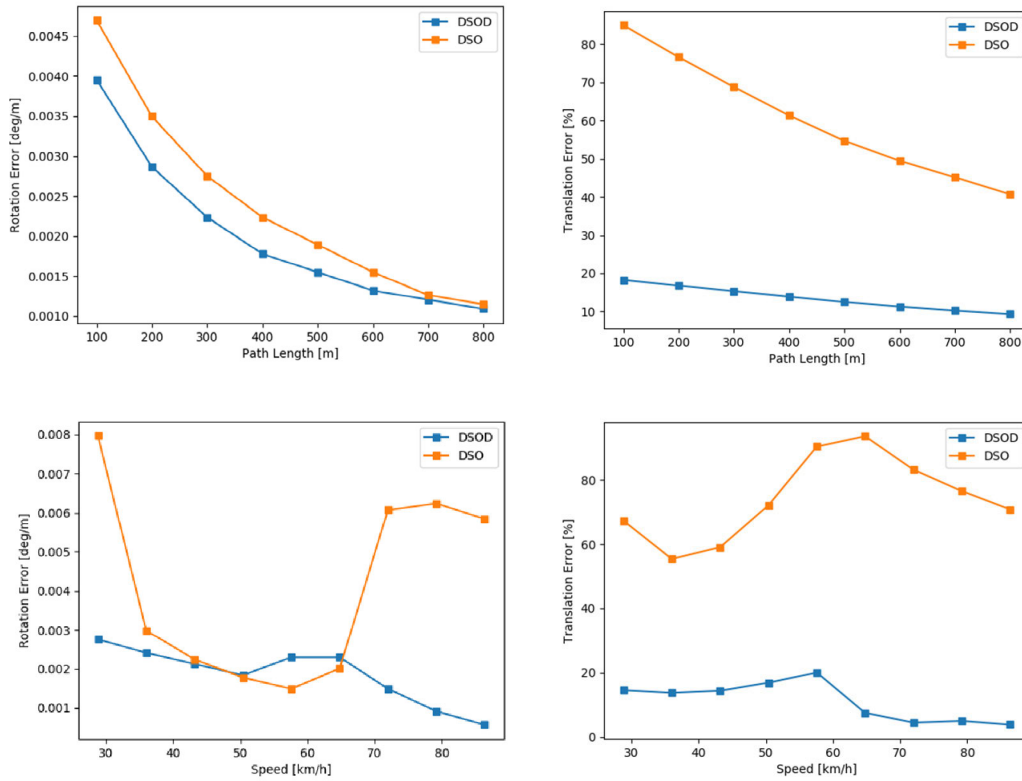 DSOD
DSO
Rotation Error [deg/m]
0.0045
0.0040
0.0035
0.0030
0.0025
0.0020
0.0015
0.0010
100 200 300 400 500 600 700 800
Path Length [m]
DSOD
DSO
Translation Error [%]
80
70
60
50
40
30
20
10
100 200 300 400 500 600 700 800
Path Length [m]
DSOD
DSO
Rotation Error [deg/m]
0.008
0.007
0.006
0.005
0.004
0.003
0.002
0.001
30 40 50 60 70 80
Speed [km/h]
DSOD
DSO
Translation Error [%]
80
60
40
20
0
30 40 50 60 70 80
Speed [km/h]